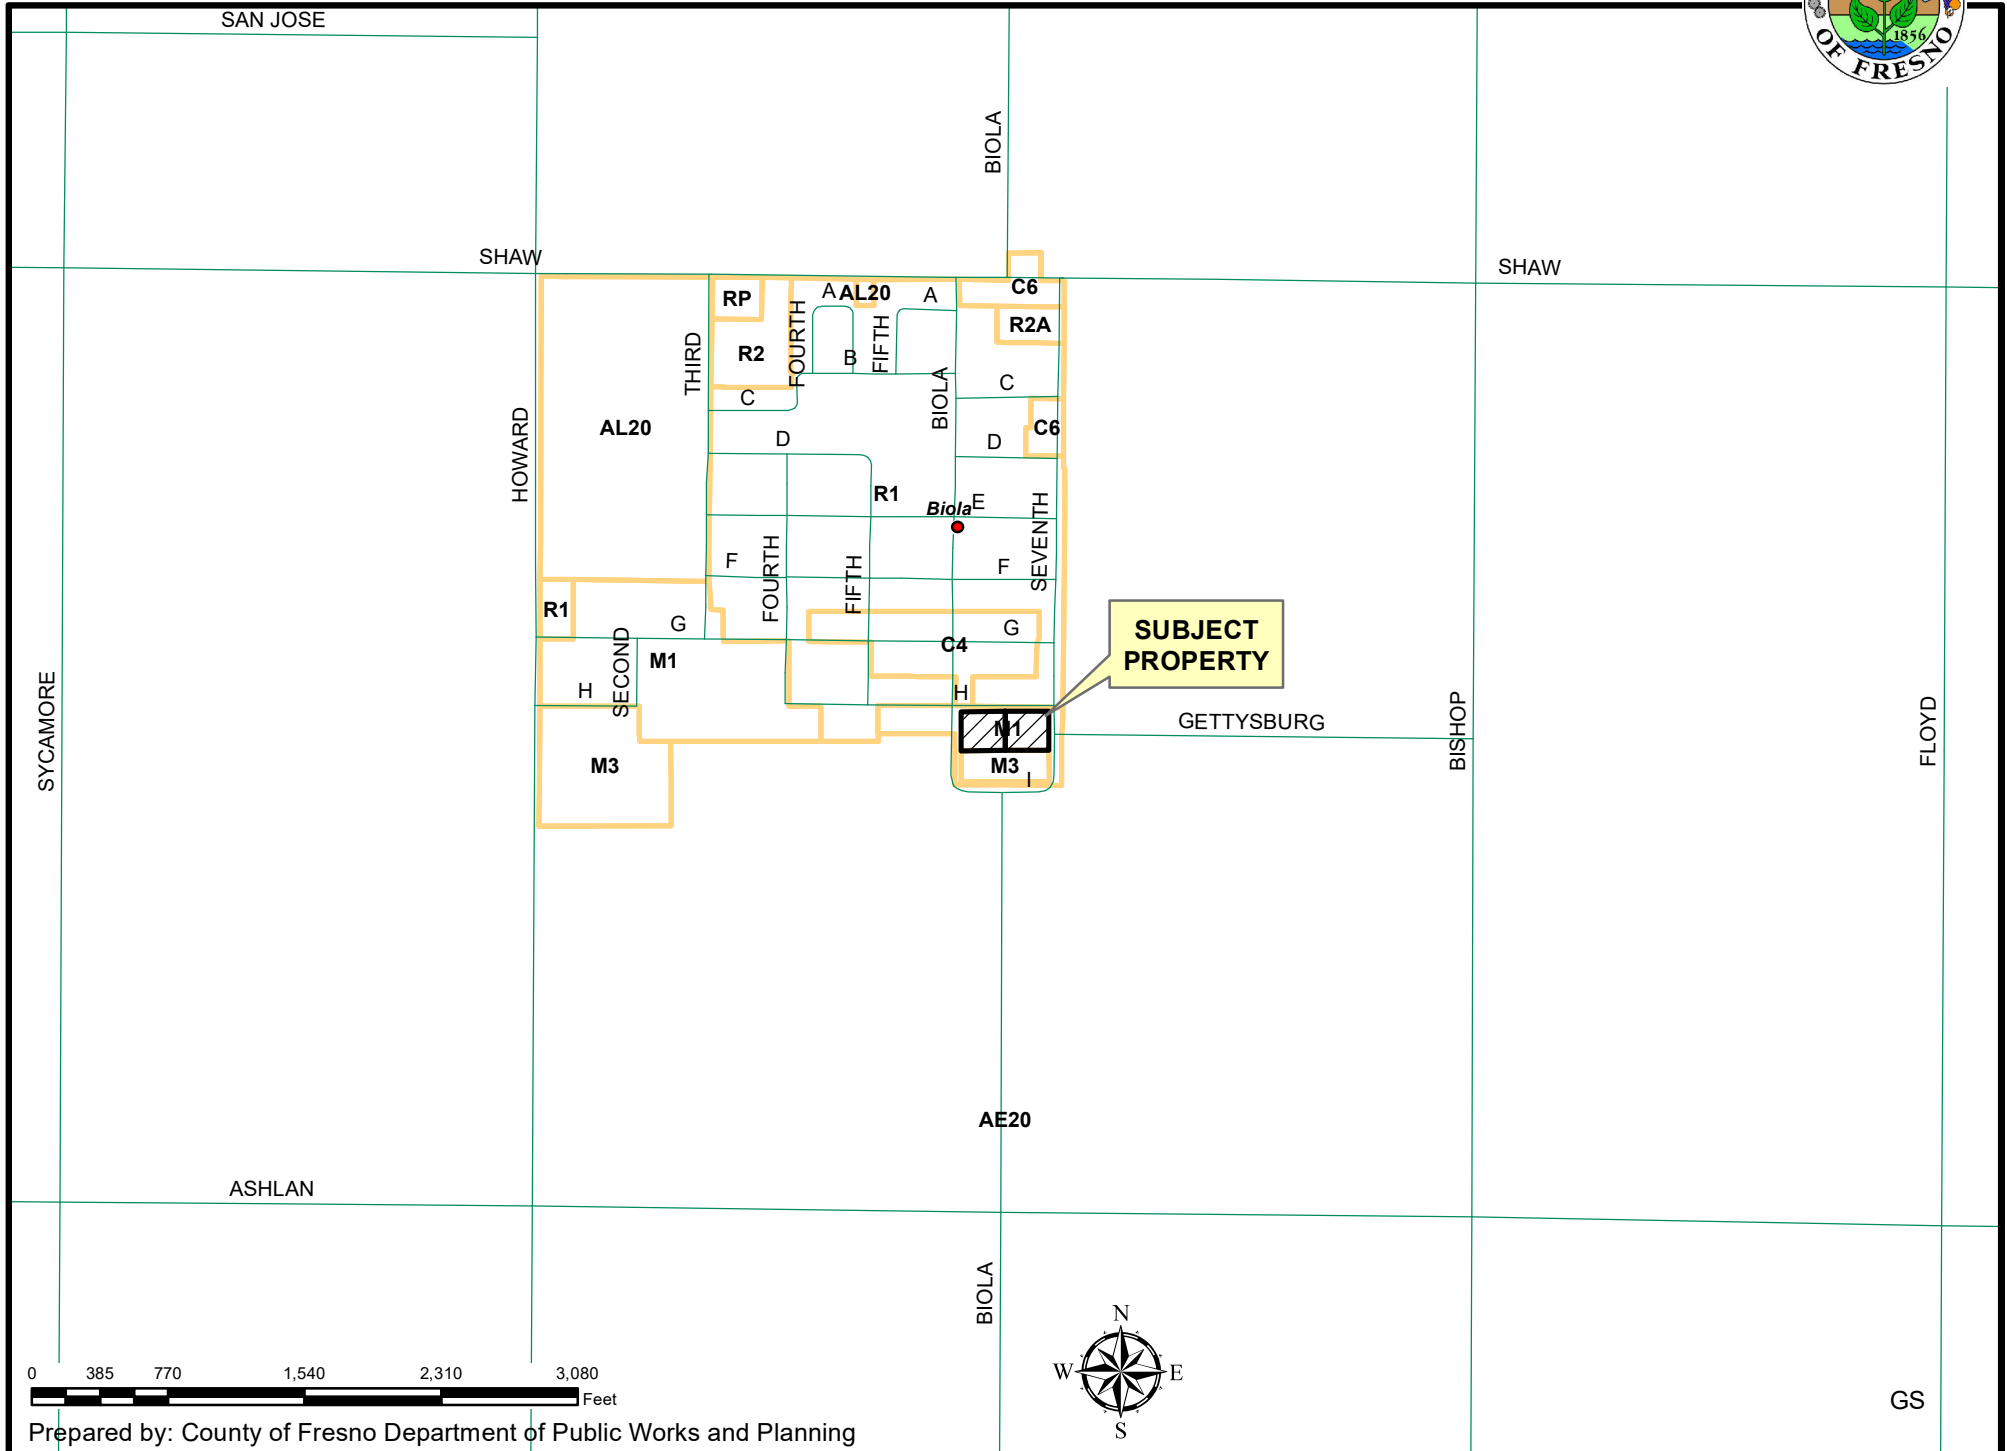 SAN JOSE
1856
OF FRESNO
BIOLA
SHAW
SHAW
C6
RP
A
AL20
A
R2A
R2
THIRD
FOURTH
B
FIFTH
C
BIOLA
C
AL20
HOWARD
D
D
C6
R1
Biola
E
SEVENTH
F
FOURTH
FIFTH
F
R1
G
G
SECOND
M1
C4
SUBJECT
PROPERTY
H
H
SYCAMORE
M1
GETTYSBURG
BISHOP
FLOYD
M3
M3
I
AE20
ASHLAN
BIOLA
N
W
E
S
0 385 770 1,540 2,310 3,080
Feet
GS
Prepared by: County of Fresno Department of Public Works and Planning